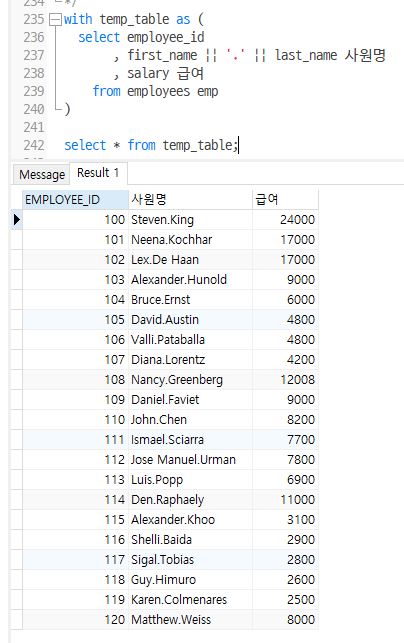 234 */
235 with temp_table as (
236 select employee_id
237 , first_name || '.' || last_name 사원명
238 , salary 급여
239 from employees emp
240 )
241
242 select * from temp_table;
Message Result 1
EMPLOYEE_ID 사원명 급여
100 Steven.King 24000
101 Neena.Kochhar 17000
102 Lex.De Haan 17000
103 Alexander.Hunold 9000
104 Bruce.Ernst 6000
105 David.Austin 4800
106 Valli.Pataballa 4800
107 Diana.Lorentz 4200
108 Nancy.Greenberg 12008
109 Daniel.Faviet 9000
110 John.Chen 8200
111 Ismael.Sciarra 7700
112 Jose Manuel.Urman 7800
113 Luis.Popp 6900
114 Den.Raphaely 11000
115 Alexander.Khoo 3100
116 Shelli.Baida 2900
117 Sigal.Tobias 2800
118 Guy.Himuro 2600
119 Karen.Colmenares 2500
120 Matthew.Weiss 8000